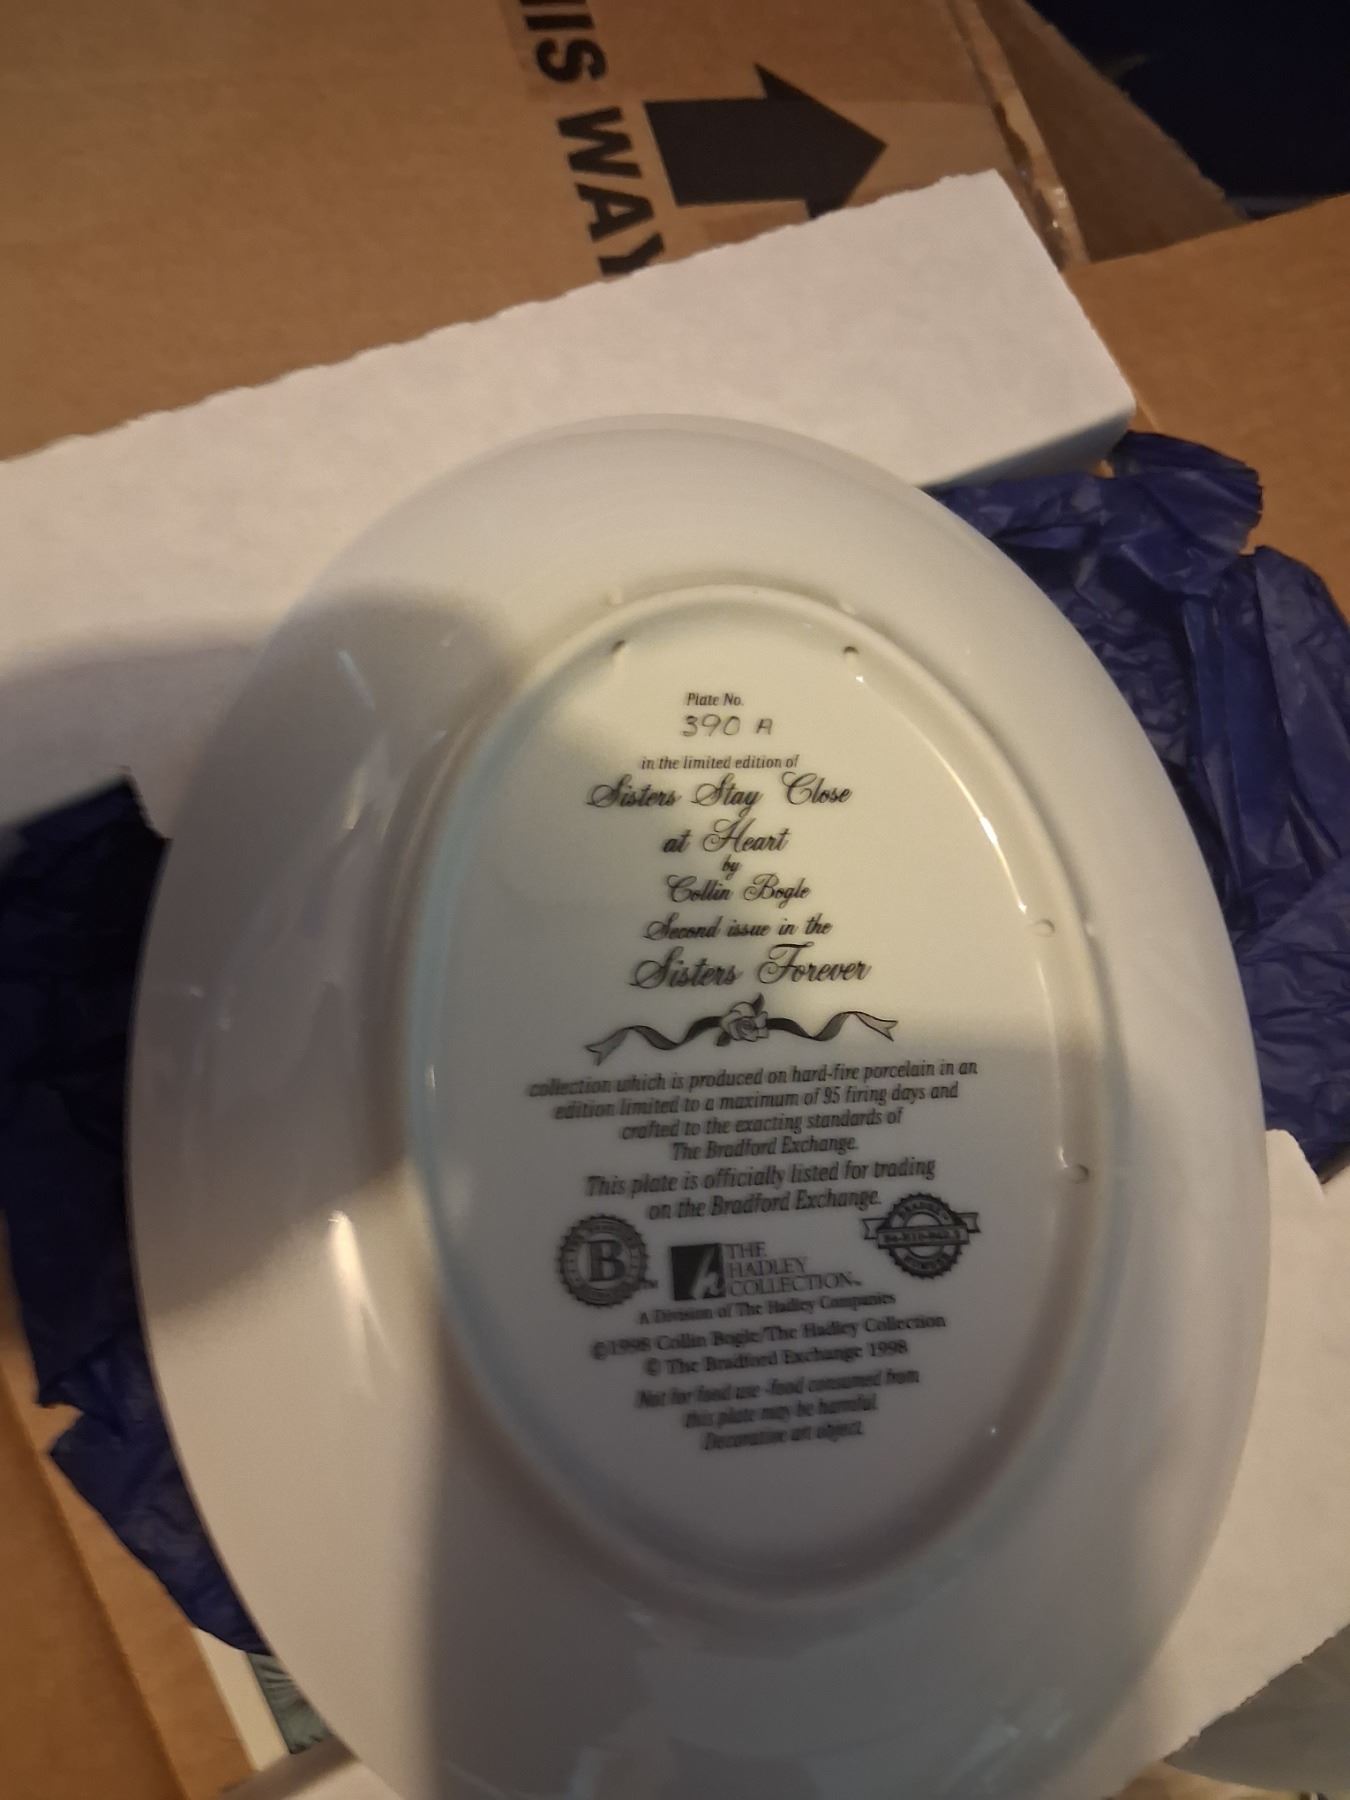 THIS WAY
Plate No.
390 A
in the limited edition of
Sisters Stay Close
at Heart
by
Collin Bogle
Second issue in the
Sisters Forever
collection which is produced on hard-fire porcelain in an
edition limited to a maximum of 95 firing days and
crafted to the exacting standards of
The Bradford Exchange.
This plate is officially listed for trading
on the Bradford Exchange.
B
THE
HADLEY
COLLECTION™
A Division of The Hadley Companies
©1998 Collin Bogle/The Hadley Collection
© The Bradford Exchange 1998
Not for food use - food consumed from
this plate may be harmful.
Decorative art object.